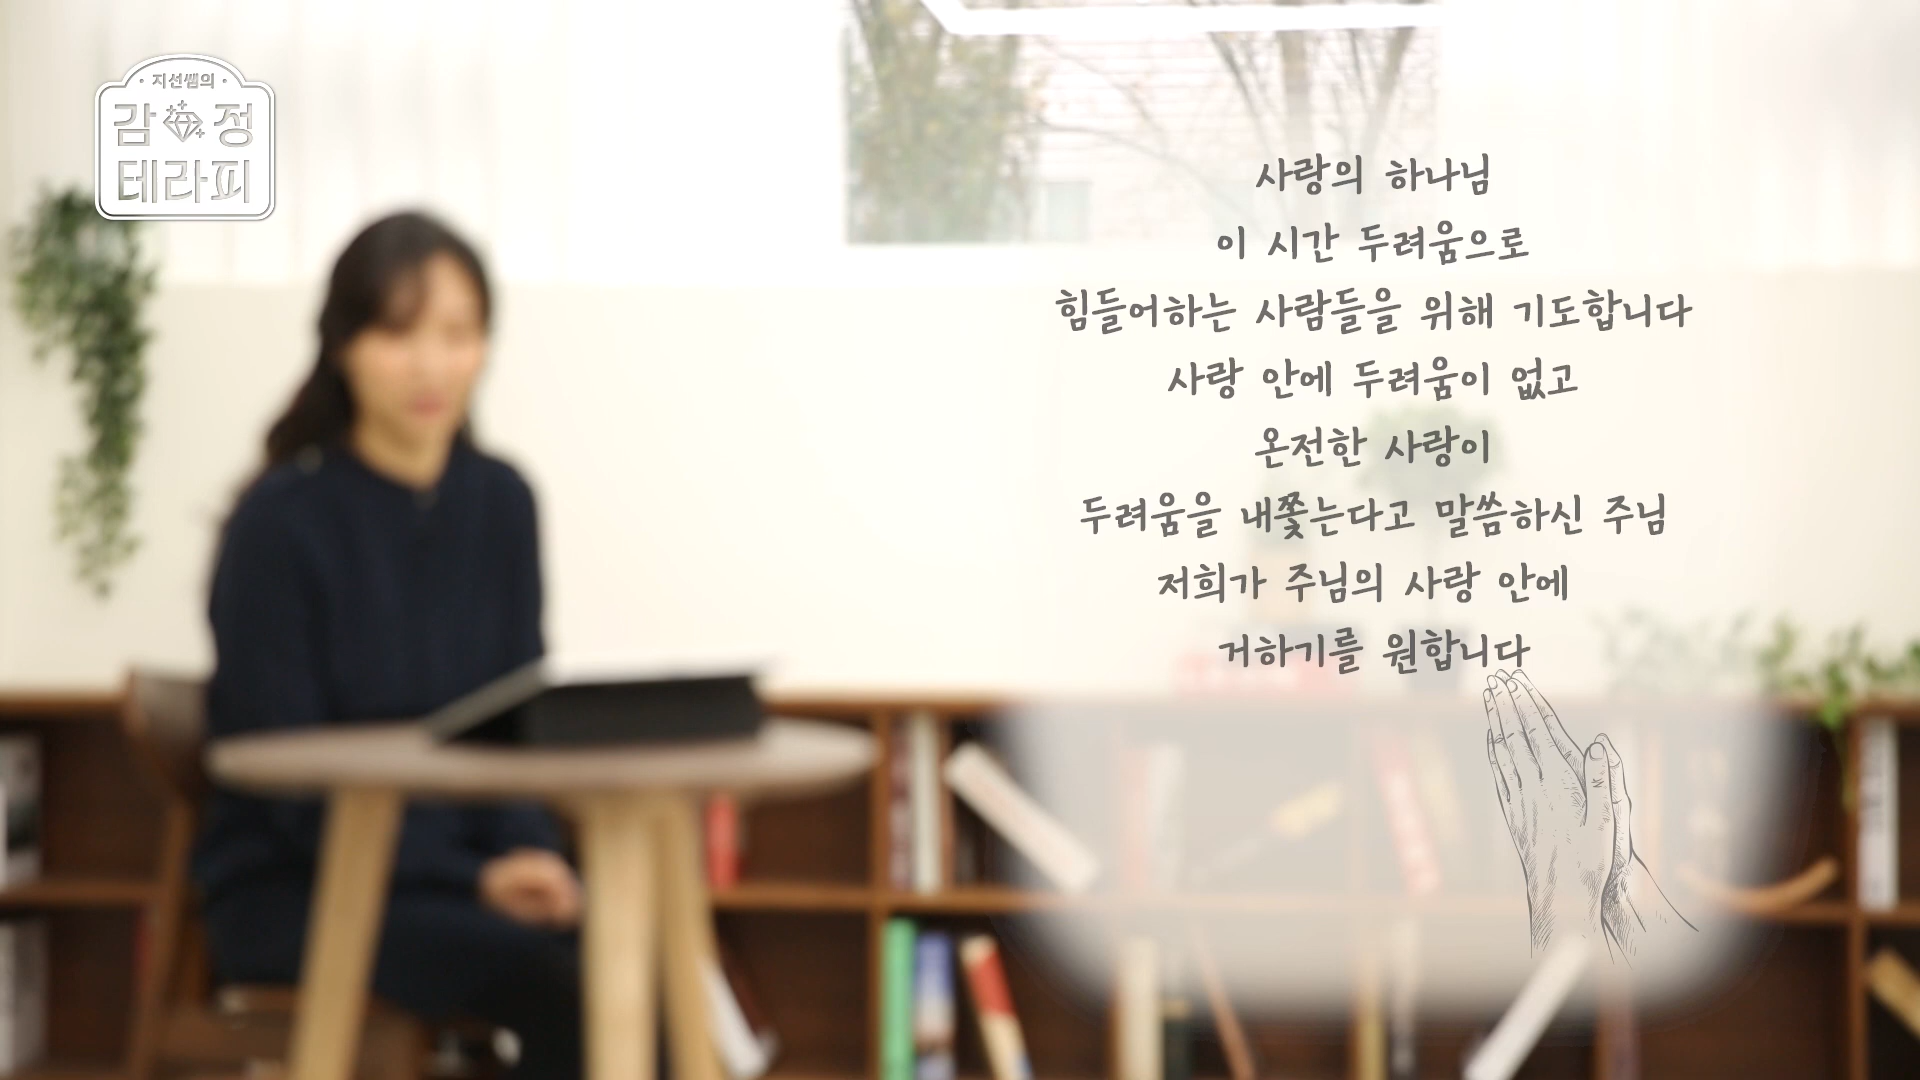 지선쌤의
감정
테라피
사랑의 하나님
이 시간 두려움으로
힘들어하는 사람들을 위해 기도합니다
사랑 안에 두려움이 없고
온전한 사랑이
두려움을 내쫓는다고 말씀하신 주님
저희가 주님의 사랑 안에
거하기를 원합니다